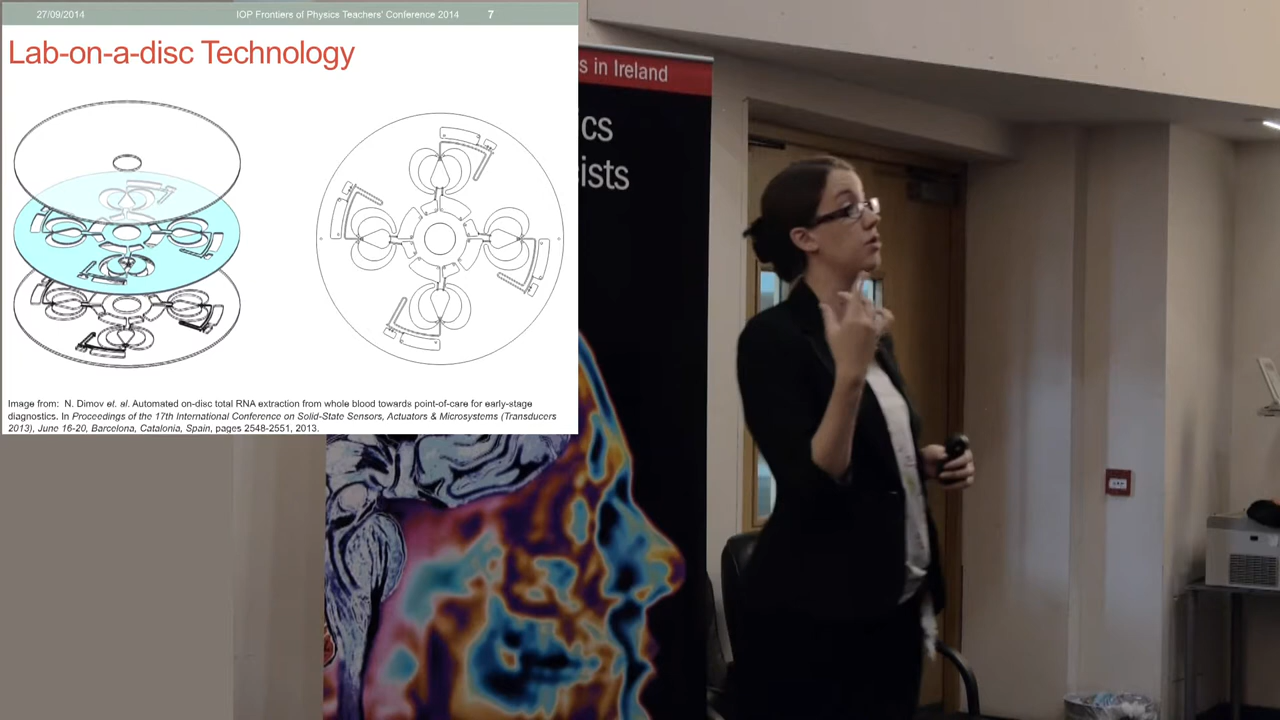 27/09/2014 IOP Frontiers of Physics Teachers' Conference 2014 7
Lab-on-a-disc Technology
Image from: N. Dimov et. al. Automated on-disc total RNA extraction from whole blood towards point-of-care for early-stage
diagnostics. In Proceedings of the 17th International Conference on Solid-State Sensors, Actuators & Microsystems (Transducers
2013), June 16-20, Barcelona, Catalonia, Spain, pages 2548-2551, 2013.
s in Ireland
cs
ists